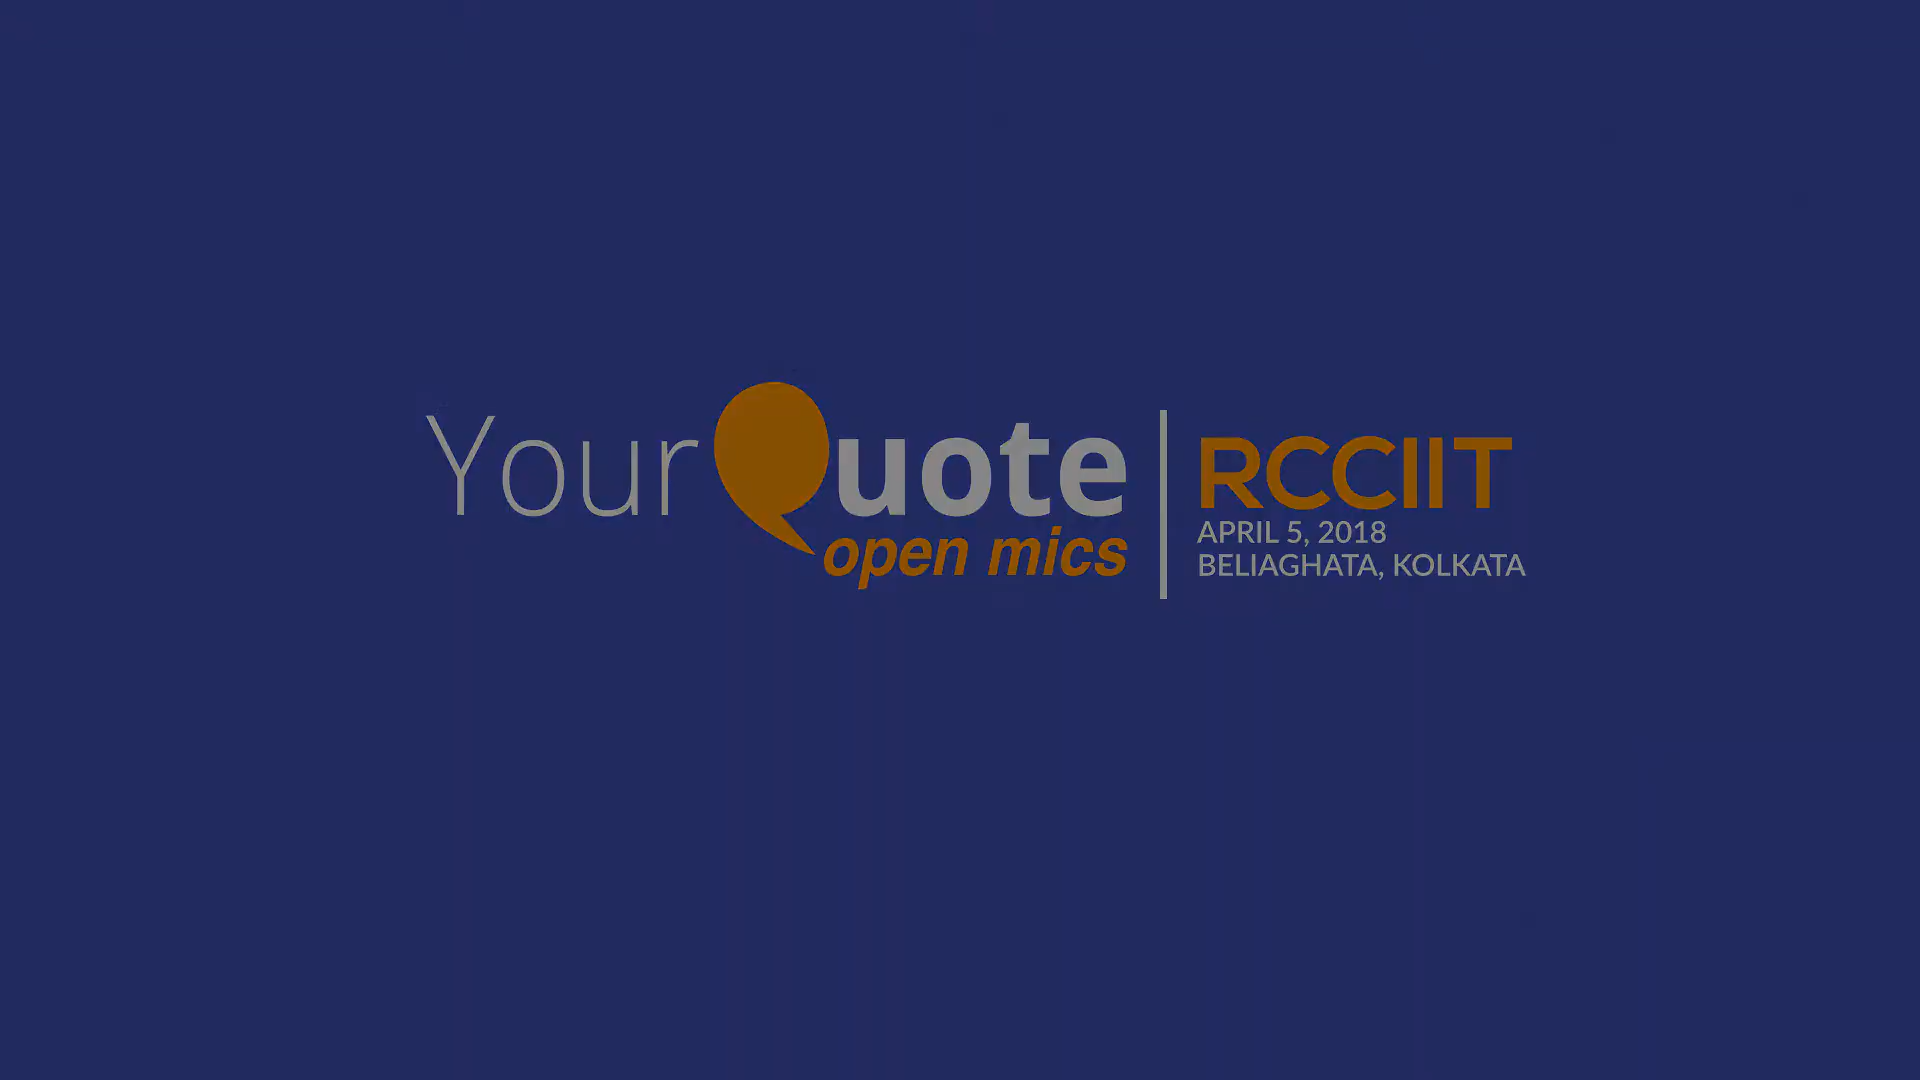 YourQuote
open mics
RCCIIT
APRIL 5, 2018
BELIAGHATA, KOLKATA